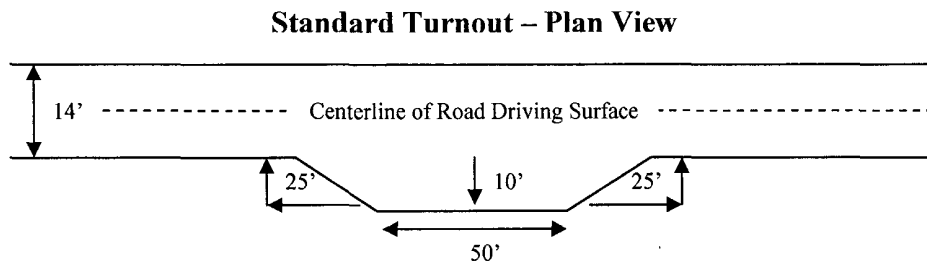 Standard Turnout – Plan View
14’
Centerline of Road Driving Surface
25’
10’
25’
50’